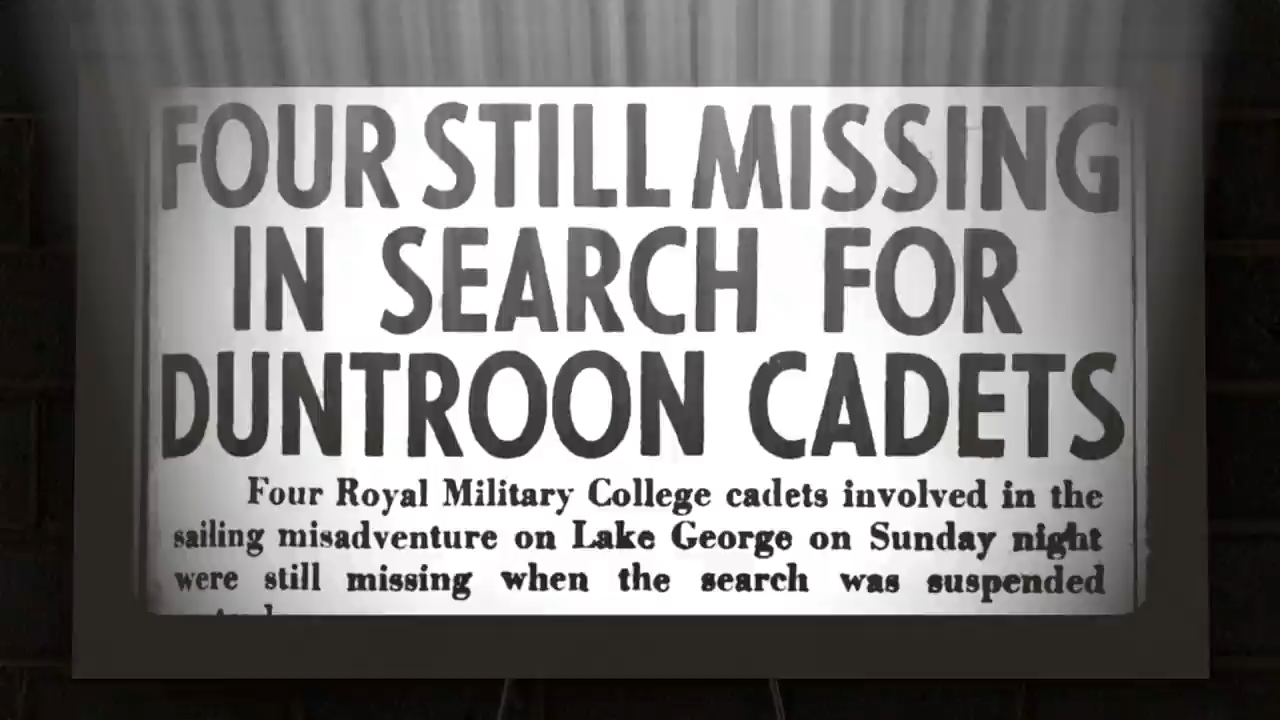 FOUR STILL MISSING
IN SEARCH FOR
DUNTROON CADETS
Four Royal Military College cadets involved in the
sailing misadventure on Lake George on Sunday night
were still missing when the search was suspended